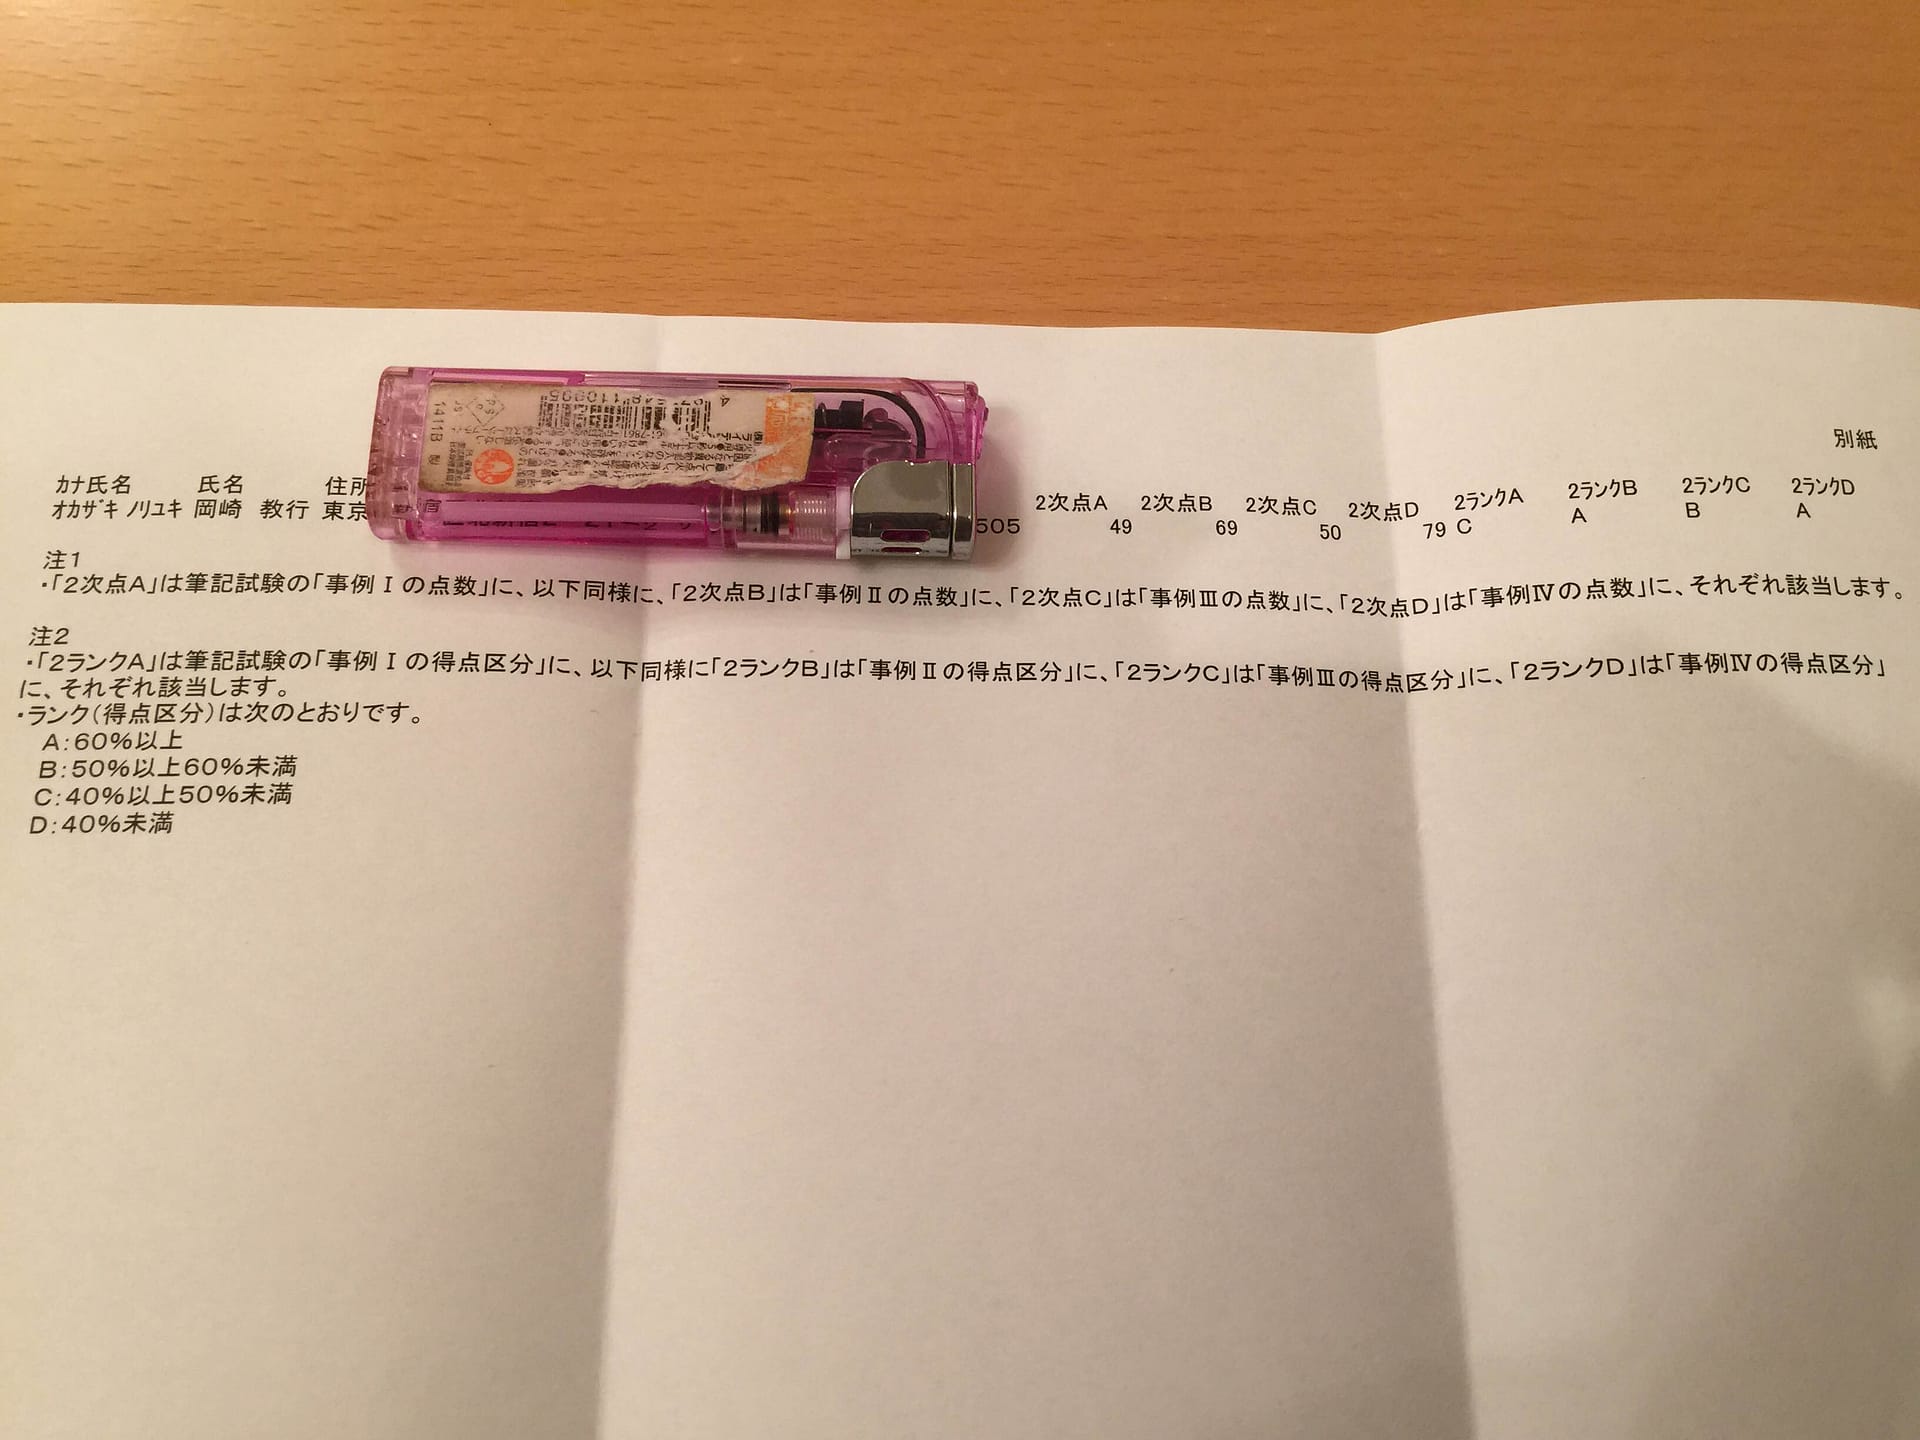 別紙
カナ氏名 氏名 住所 2次点A 2次点B 2次点C 2次点D 2ランクA 2ランクB 2ランクC 2ランクD
オカザキ ノリユキ 岡崎 教行 東京 505 49 69 50 79 C A B A
注1
・「2次点A」は筆記試験の「事例Ⅰの点数」に、以下同様に、「2次点B」は「事例Ⅱの点数」に、「2次点C」は「事例Ⅲの点数」に、「2次点D」は「事例Ⅳの点数」に、それぞれ該当します。
注2
・「2ランクA」は筆記試験の「事例Ⅰの得点区分」に、以下同様に「2ランクB」は「事例Ⅱの得点区分」に、「2ランクC」は「事例Ⅲの得点区分」に、「2ランクD」は「事例Ⅳの得点区分」
に、それぞれ該当します。
・ランク(得点区分)は次のとおりです。
A:60%以上
B:50%以上60%未満
C:40%以上50%未満
D:40%未満
1411B